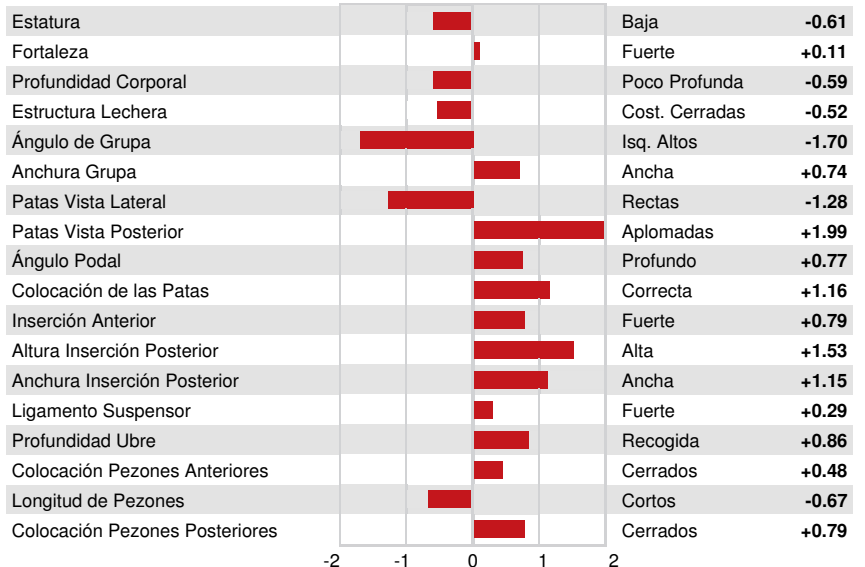 Estatura Baja -0.61
Fortaleza Fuerte +0.11
Profundidad Corporal Poco Profunda -0.59
Estructura Lechera Cost. Cerradas -0.52
Ángulo de Grupa Isq. Altos -1.70
Anchura Grupa Ancha +0.74
Patas Vista Lateral Rectas -1.28
Patas Vista Posterior Aplomadas +1.99
Ángulo Podal Profundo +0.77
Colocación de las Patas Correcta +1.16
Inserción Anterior Fuerte +0.79
Altura Inserción Posterior Alta +1.53
Anchura Inserción Posterior Ancha +1.15
Ligamento Suspensor Fuerte +0.29
Profundidad Ubre Recogida +0.86
Colocación Pezones Anteriores Cerrados +0.48
Longitud de Pezones Cortos -0.67
Colocación Pezones Posteriores Cerrados +0.79
-2 -1 0 1 2